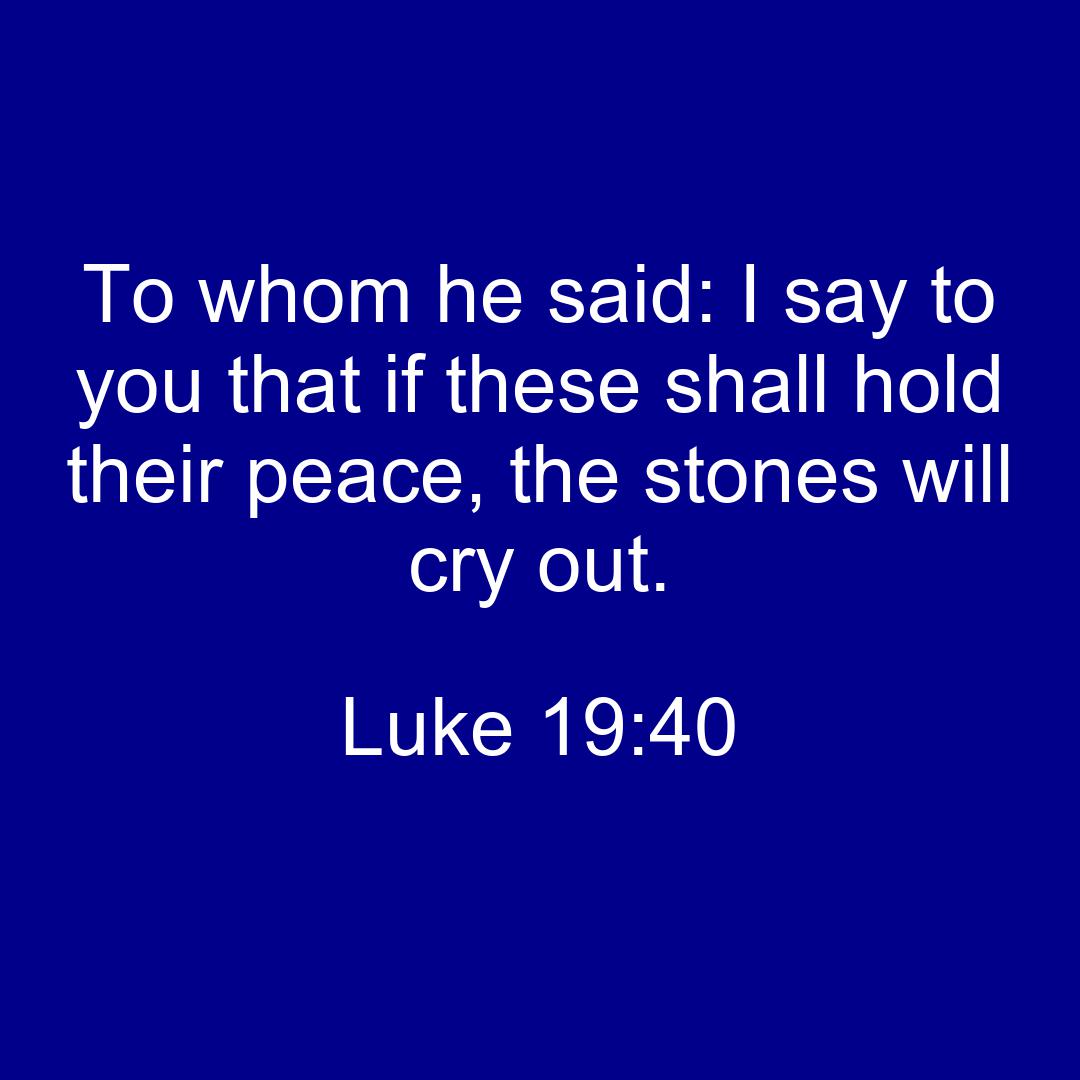 To whom he said: I say to
you that if these shall hold
their peace, the stones will
cry out.
Luke 19:40